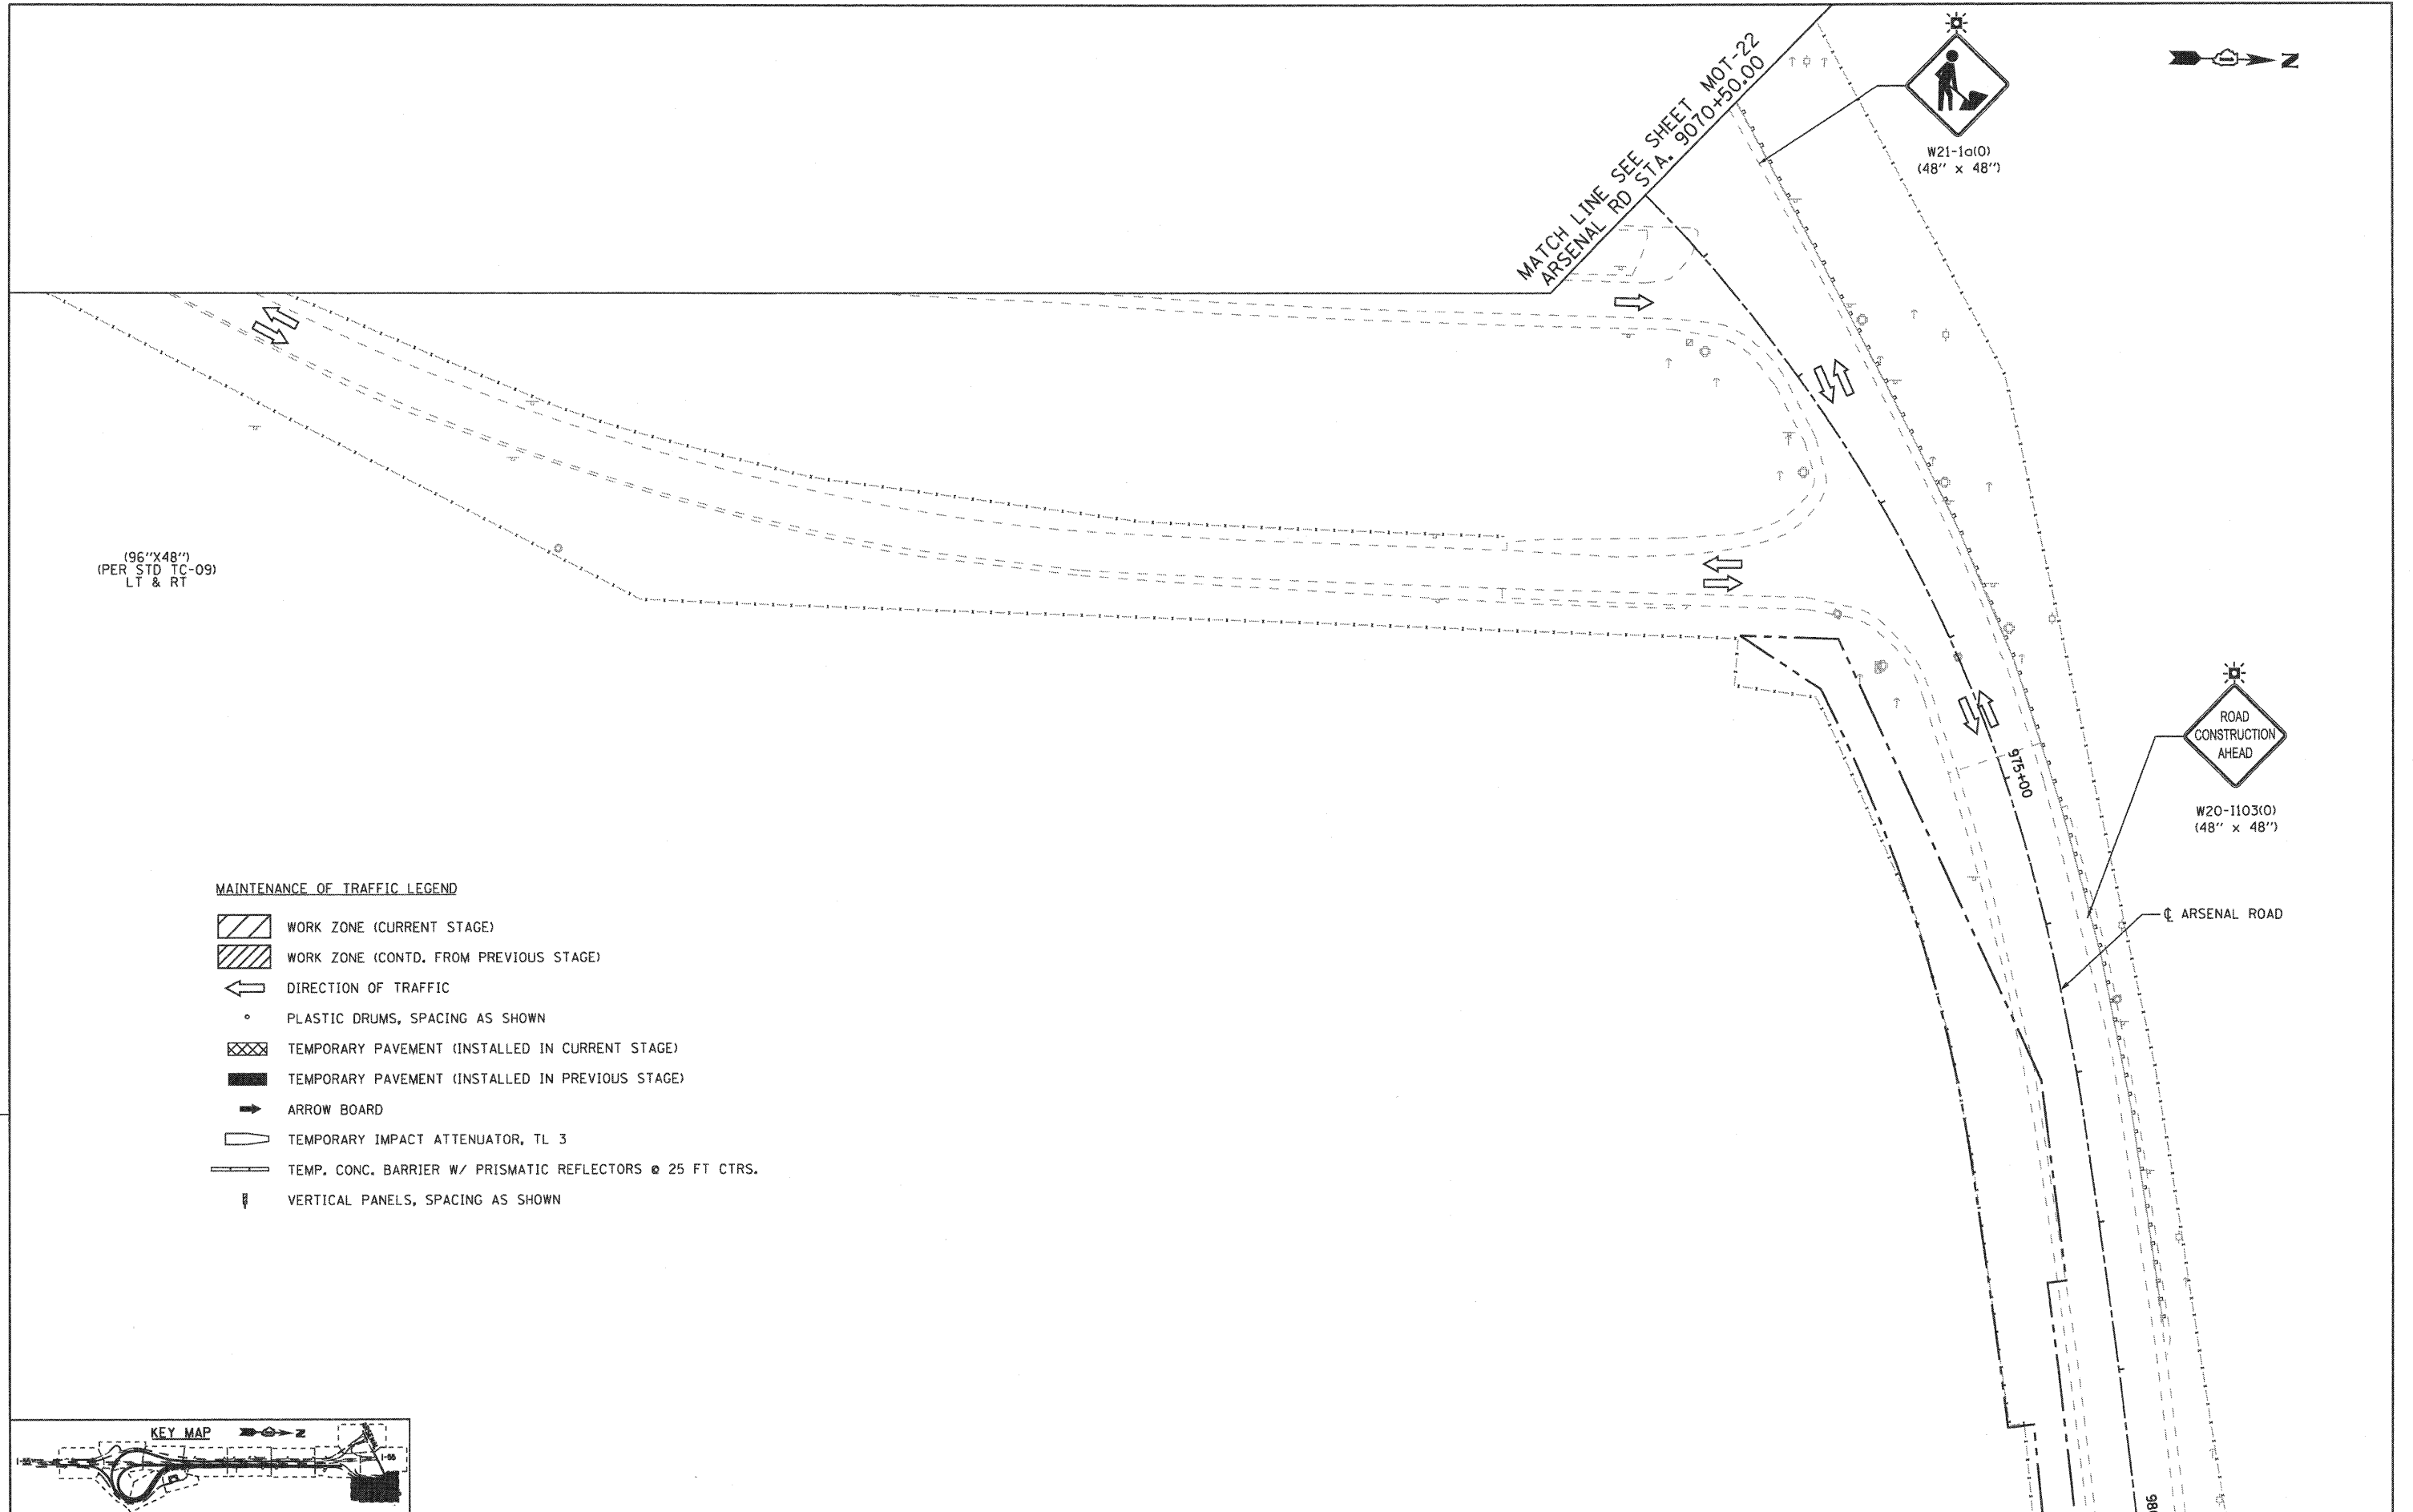 MATCH LINE SEE SHEET MOT-22
ARSENAL RD STA. 9070+50.00
N
W21-1a(O)
(48" x 48")
(96"X48")
(PER STD TC-09)
LT & RT
ROAD
CONSTRUCTION
AHEAD
W20-I103(O)
(48" x 48")
975+00
℄ ARSENAL ROAD
MAINTENANCE OF TRAFFIC LEGEND
WORK ZONE (CURRENT STAGE)
WORK ZONE (CONTD. FROM PREVIOUS STAGE)
DIRECTION OF TRAFFIC
PLASTIC DRUMS, SPACING AS SHOWN
TEMPORARY PAVEMENT (INSTALLED IN CURRENT STAGE)
TEMPORARY PAVEMENT (INSTALLED IN PREVIOUS STAGE)
ARROW BOARD
TEMPORARY IMPACT ATTENUATOR, TL 3
TEMP. CONC. BARRIER W/ PRISMATIC REFLECTORS @ 25 FT CTRS.
VERTICAL PANELS, SPACING AS SHOWN
KEY MAP
N
I-55
I-55
98